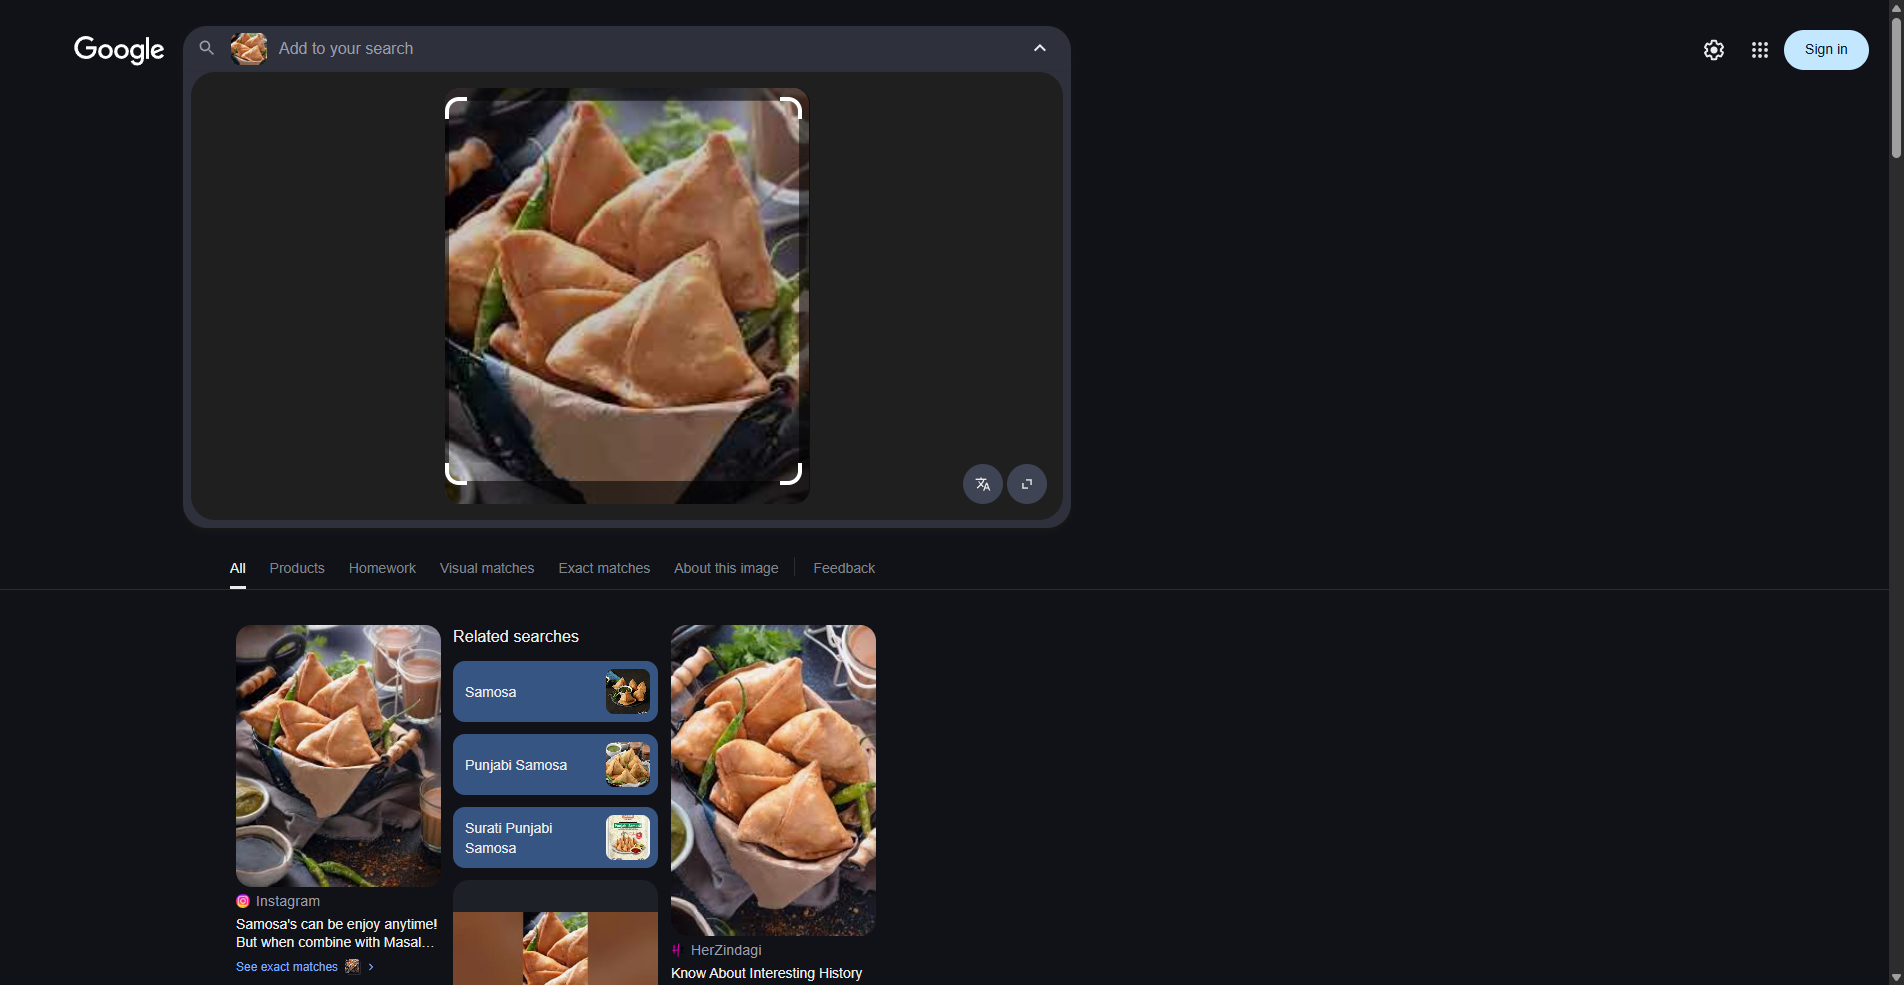 Google
Add to your search
Sign in
All
Products
Homework
Visual matches
Exact matches
About this image
Feedback
Instagram
Samosa's can be enjoy anytime!
But when combine with Masal...
See exact matches
Related searches
Samosa
Punjabi Samosa
Surati Punjabi
Samosa
HerZindagi
Know About Interesting History